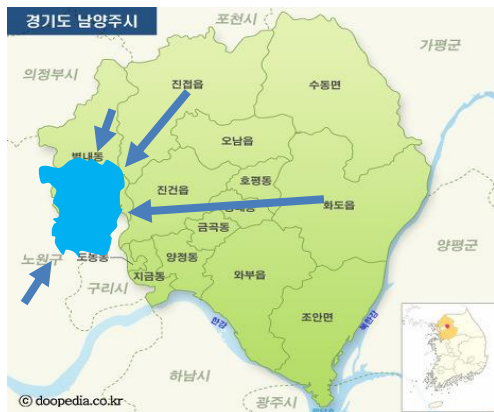 경기도 남양주시
포천시
가평군
의정부시
진접읍
수동면
오남읍
별내동
호평동
진건읍
화도읍
금곡동
양평군
노원구
도농동
양정동
와부읍
지금동
구리시
조안면
한강
북한강
하남시
광주시
ⓒ doopedia.co.kr